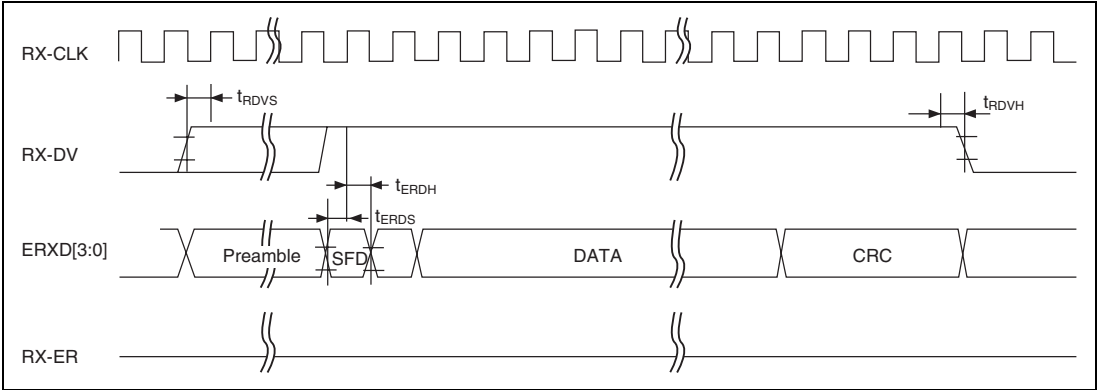 RX-CLK
tRDVS
tRDVH
RX-DV
tERDH
tERDS
ERXD[3:0]
Preamble
SFD
DATA
CRC
RX-ER